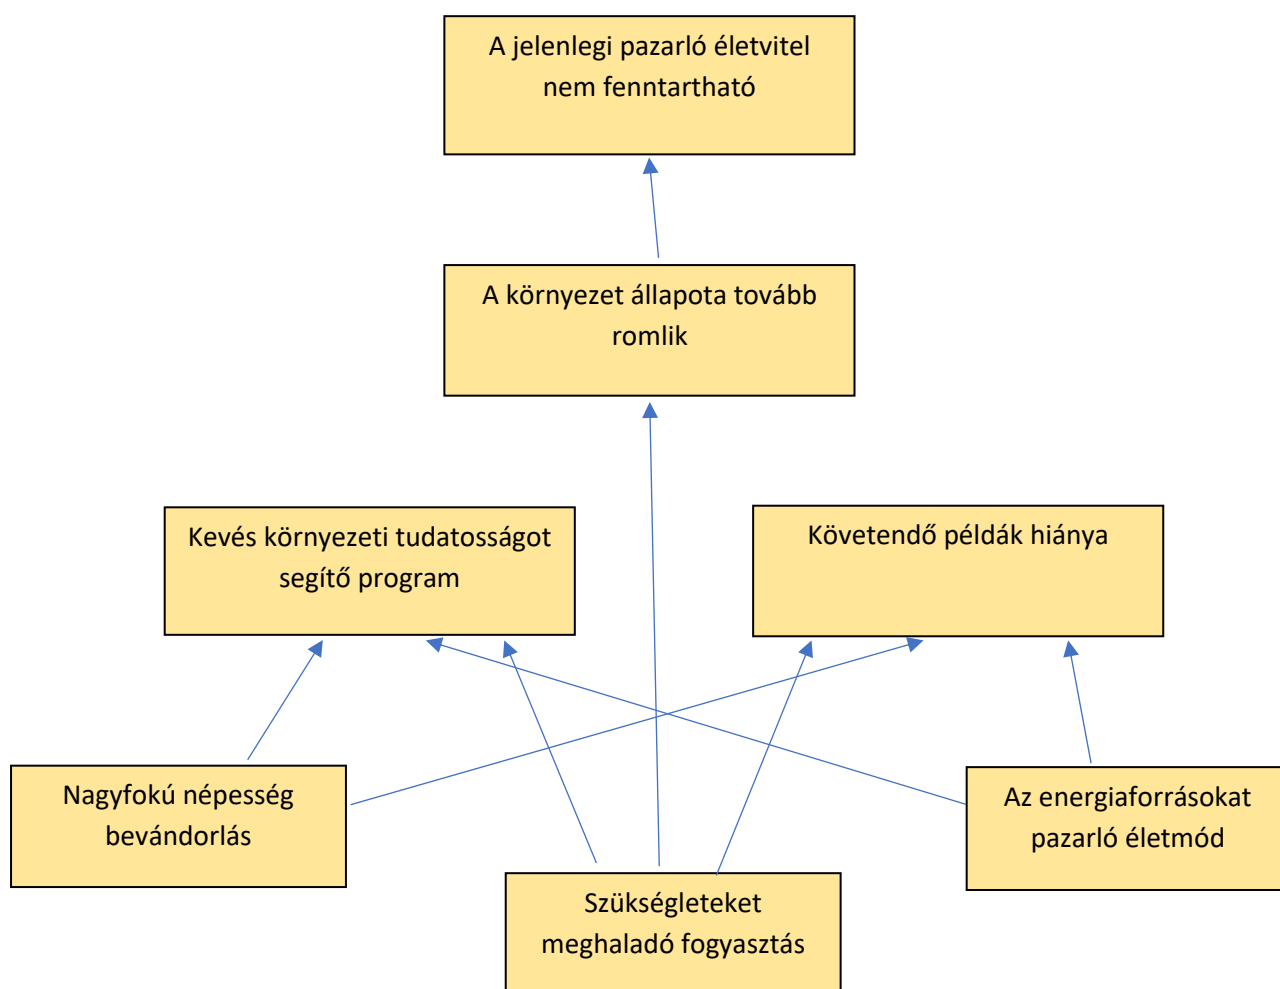 A jelenlegi pazarló életvitel
nem fenntartható
A környezet állapota tovább
romlik
Kevés környezeti tudatosságot
segítő program
Követendő példák hiánya
Nagyfokú népesség
bevándorlás
Szükségleteket
meghaladó fogyasztás
Az energiaforrásokat
pazarló életmód